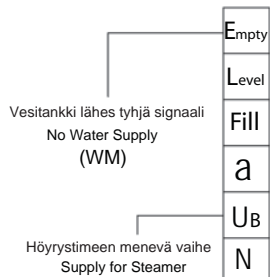 Empty
Level
Vesitankki lähes tyhjä signaali
No Water Supply
(WM)
Fill
a
UB
Höyrystimeen menevä vaihe
Supply for Steamer
N